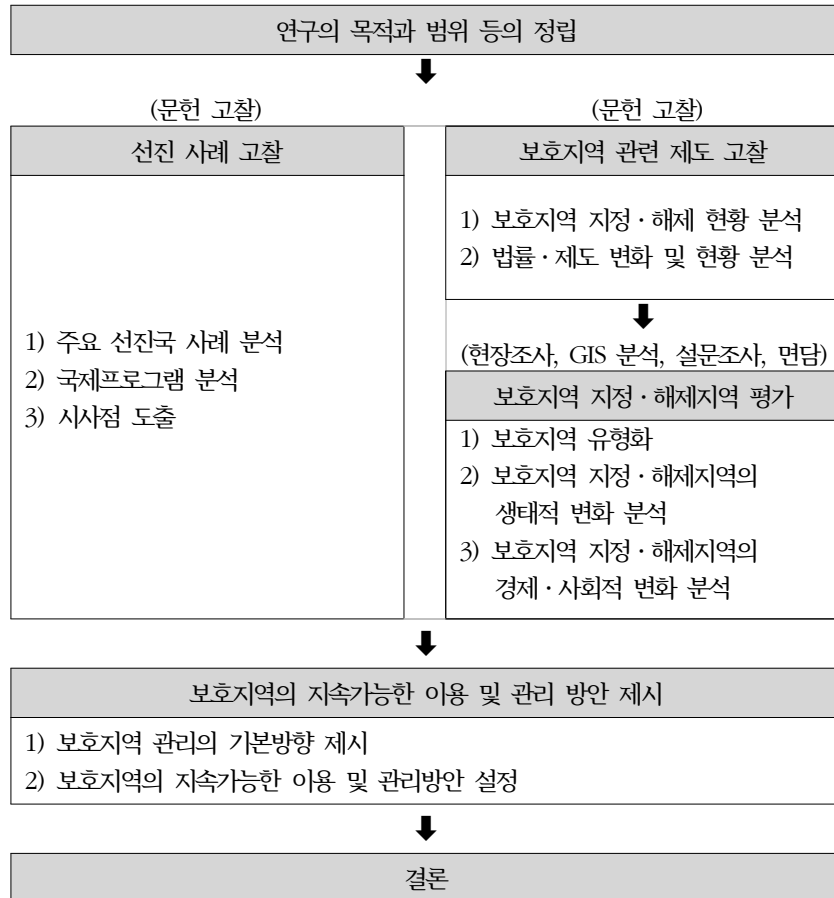 연구의 목적과 범위 등의 정립
(문헌 고찰)
선진 사례 고찰
1) 주요 선진국 사례 분석
2) 국제프로그램 분석
3) 시사점 도출
(문헌 고찰)
보호지역 관련 제도 고찰
1) 보호지역 지정·해제 현황 분석
2) 법률·제도 변화 및 현황 분석
(현장조사, GIS 분석, 설문조사, 면담)
보호지역 지정·해제지역 평가
1) 보호지역 유형화
2) 보호지역 지정·해제지역의
생태적 변화 분석
3) 보호지역 지정·해제지역의
경제·사회적 변화 분석
보호지역의 지속가능한 이용 및 관리 방안 제시
1) 보호지역 관리의 기본방향 제시
2) 보호지역의 지속가능한 이용 및 관리방안 설정
결론